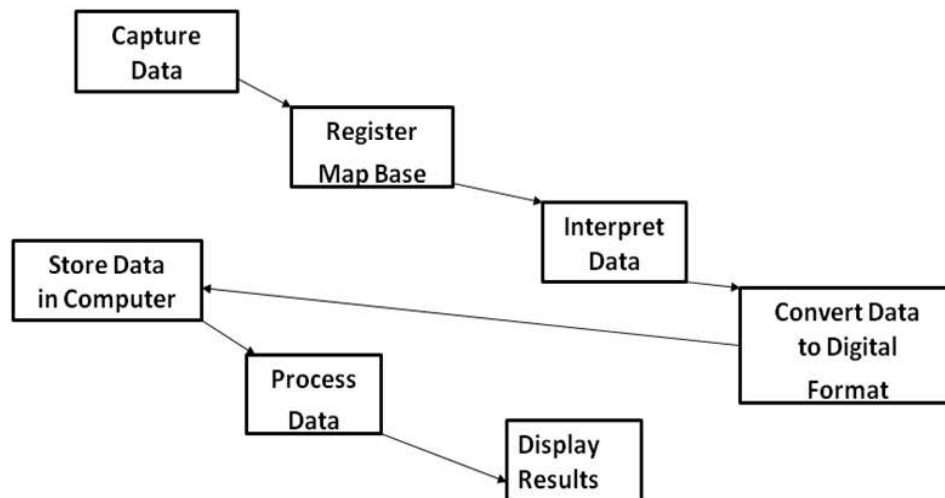 Capture
Data
Register
Map Base
Interpret
Data
Convert Data
to Digital
Format
Store Data
in Computer
Process
Data
Display
Results